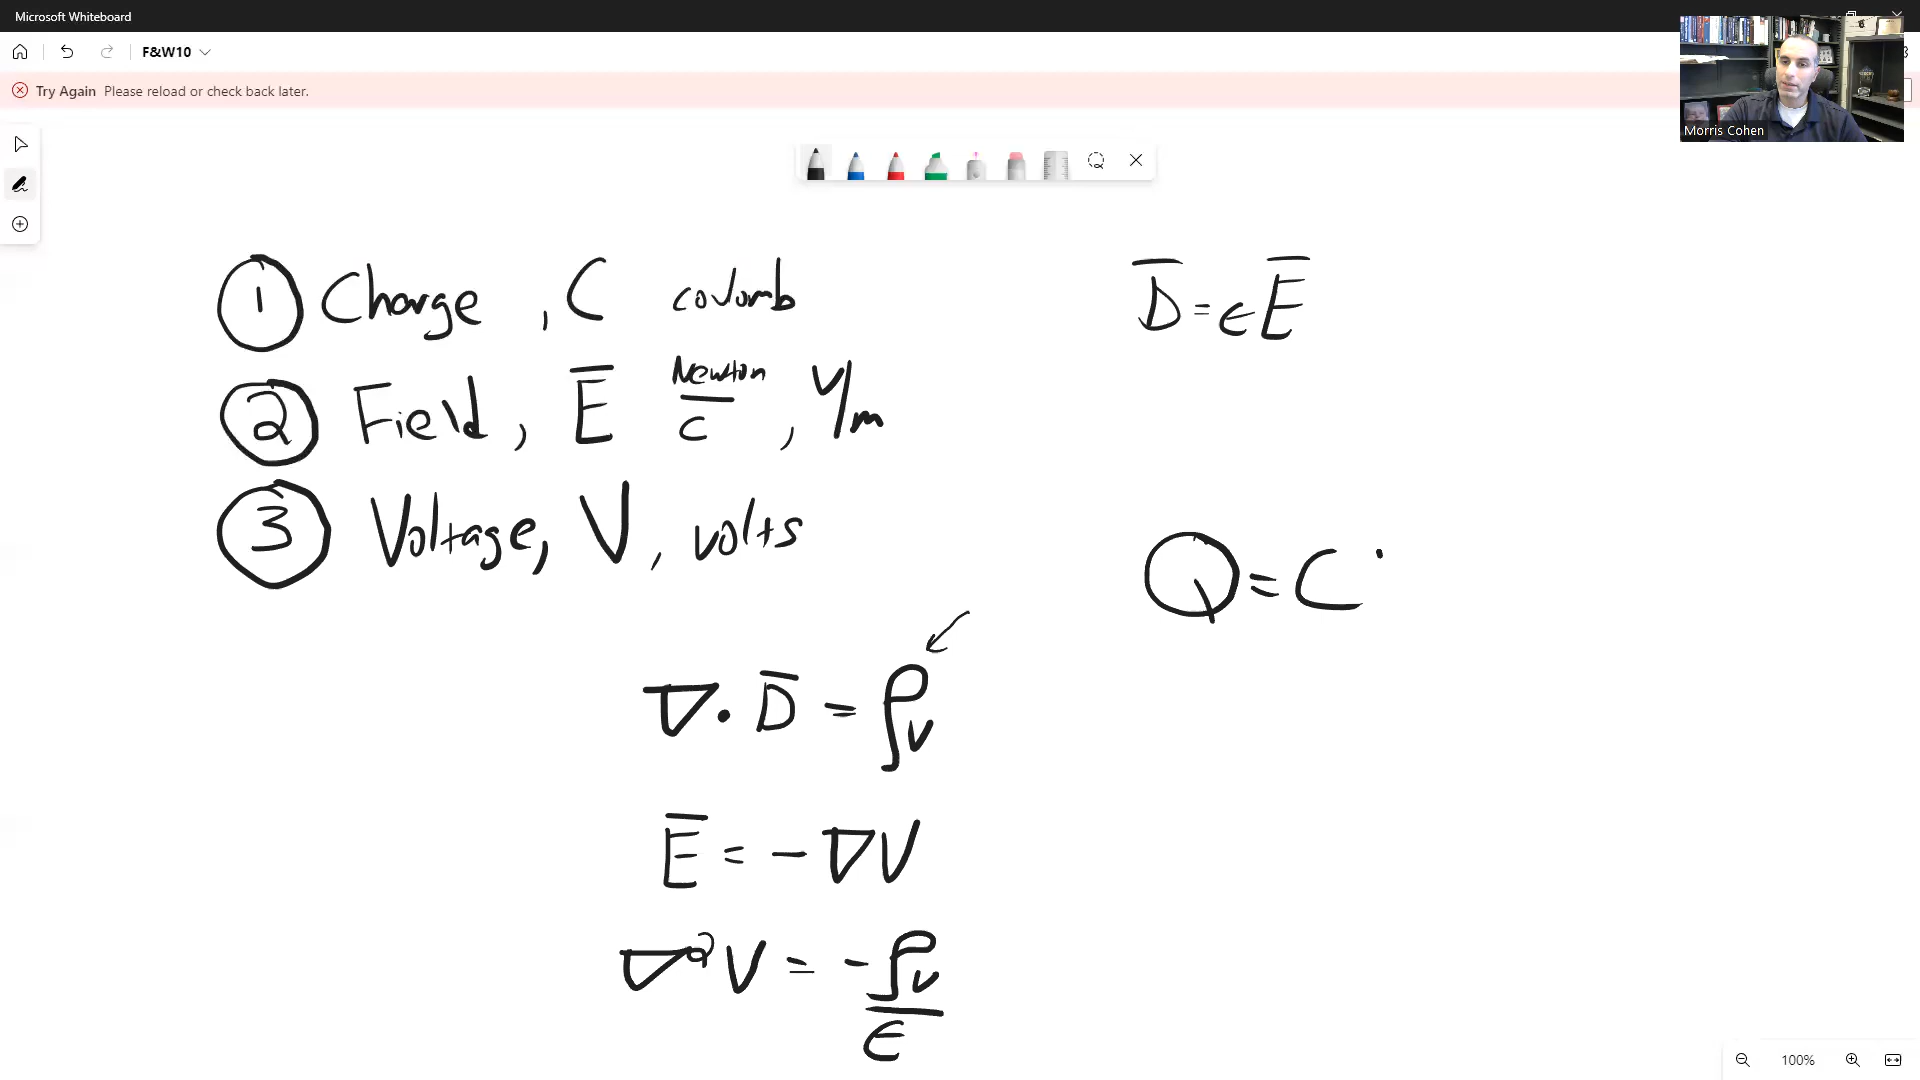 Microsoft Whiteboard
F&W10
Try Again Please reload or check back later.
Morris Cohen
① Charge, C coulomb
② Field, E̅ Newton/C, V/m
③ Voltage, V, volts
D̅ = ϵE̅
Q = C
∇·D̅ = ρᵥ
E̅ = -∇V
∇²V = -ρᵥ/ϵ
100%